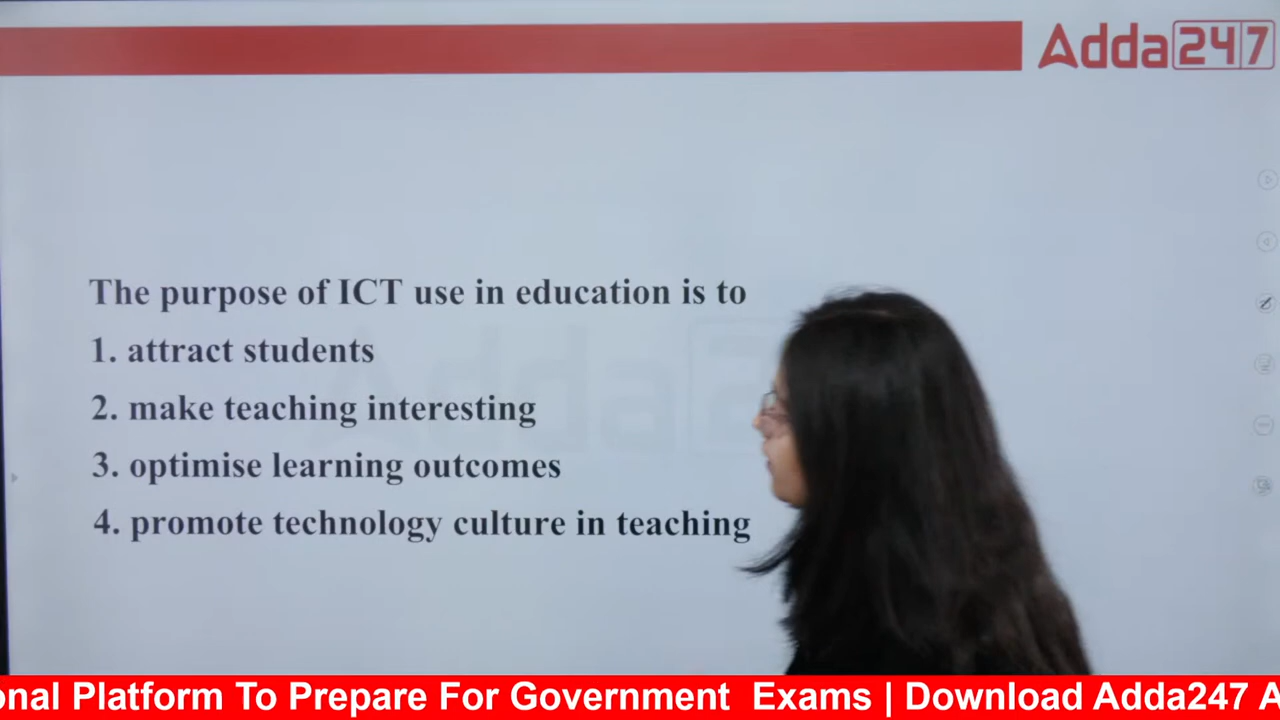 Adda247
The purpose of ICT use in education is to
1. attract students
2. make teaching interesting
3. optimise learning outcomes
4. promote technology culture in teaching
onal Platform To Prepare For Government Exams | Download Adda247 A